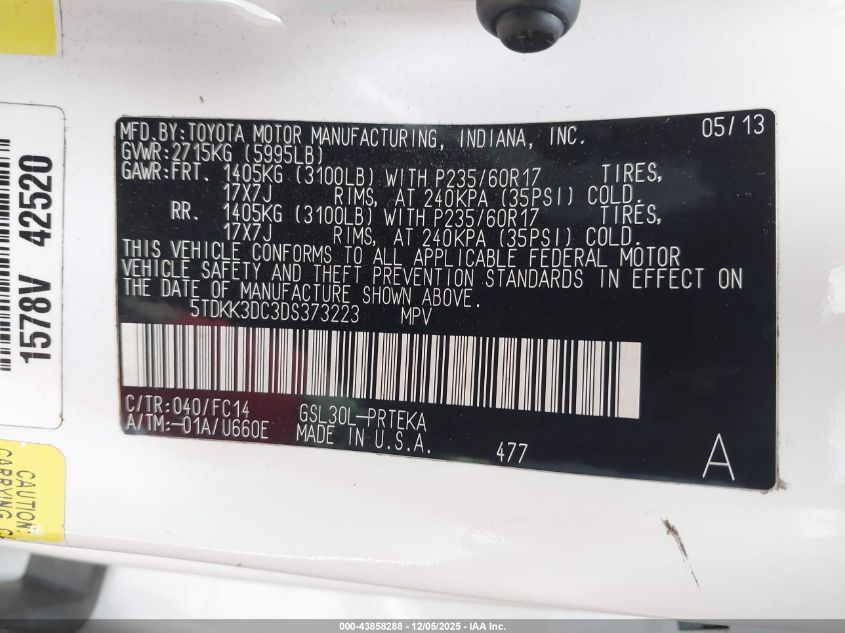 MFD.BY:TOYOTA MOTOR MANUFACTURING, INDIANA, INC. 05/13
GVWR:2715KG (5995LB)
GAWR:FRT. 1405KG (3100LB) WITH P235/60R17 TIRES,
17X7J RIMS, AT 240KPA (35PSI) COLD.
RR. 1405KG (3100LB) WITH P235/60R17 TIRES,
17X7J RIMS, AT 240KPA (35PSI) COLD.
THIS VEHICLE CONFORMS TO ALL APPLICABLE FEDERAL MOTOR
VEHICLE SAFETY AND THEFT PREVENTION STANDARDS IN EFFECT ON
THE DATE OF MANUFACTURE SHOWN ABOVE.
5TDKK3DC3DS373223 MPV
C/TR:040/FC14 GSL30L-PRTEKA
A/TM:-01A/U660E MADE IN U.S.A. 477 A
1578V 42520
CAUTION:
CARRYING
000-43858288 - 12/05/2025 - IAA Inc.